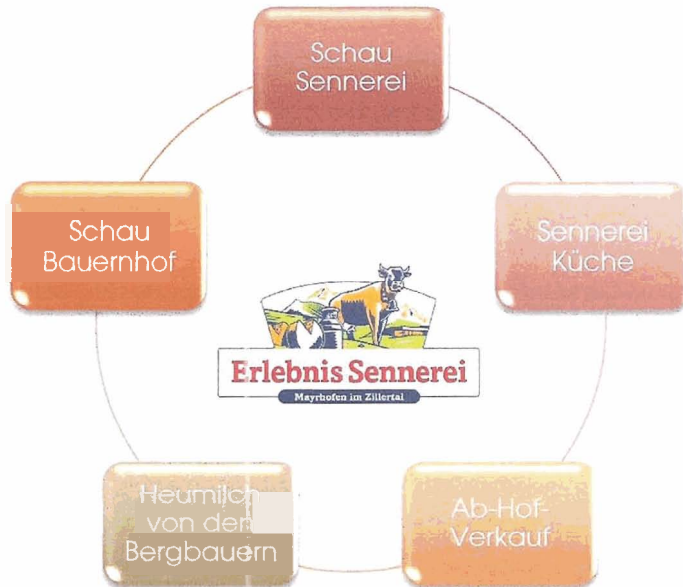 Schau
Sennerei
Sennerei
Küche
Ab-Hof-
Verkauf
Heumilch
von den
Bergbauern
Schau
Bauernhof
Erlebnis Sennerei
Mayrhofen im Zillertal